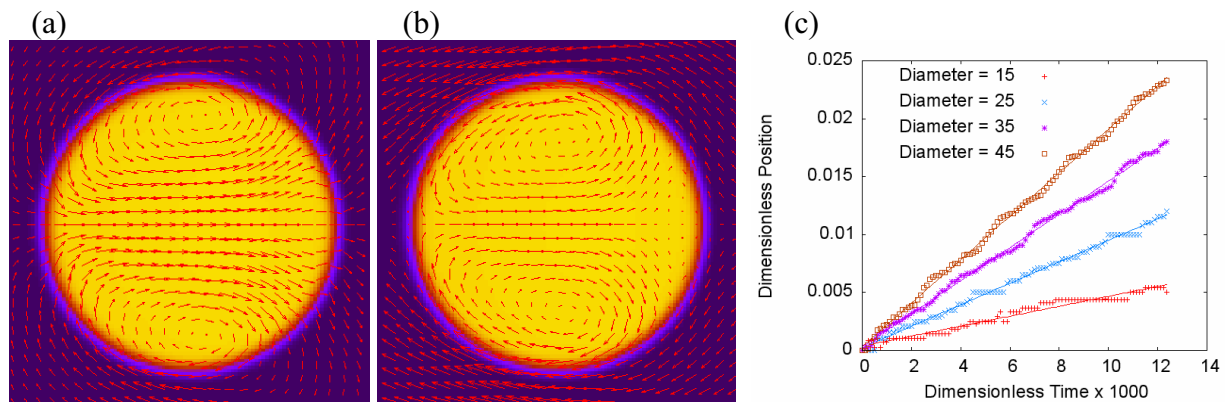 (a)
(b)
(c)
Diameter = 15
Diameter = 25
Diameter = 35
Diameter = 45
0.025
0.02
0.015
0.01
0.005
0
0 2 4 6 8 10 12 14
Dimensionless Position
Dimensionless Time x 1000